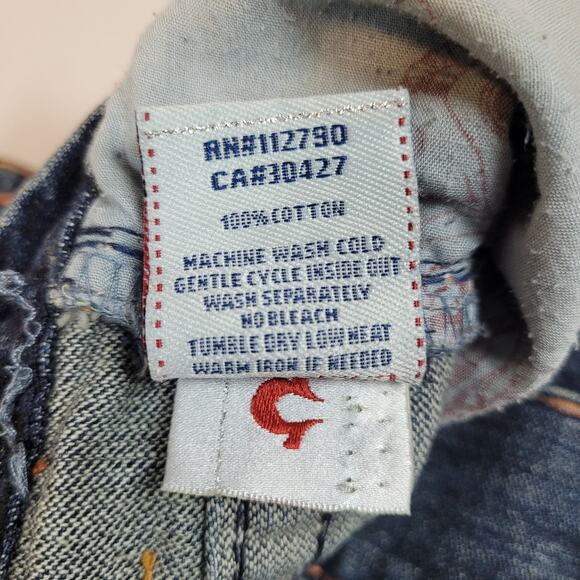 RN#112790
CA#30427
100% COTTON
MACHINE WASH COLD
GENTLE CYCLE INSIDE OUT
WASH SEPARATELY
NO BLEACH
TUMBLE DRY LOW HEAT
WARM IRON IF NEEDED